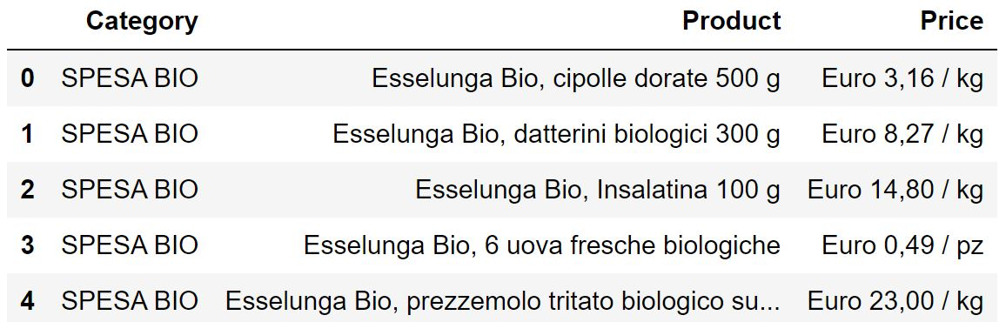 Category Product Price
0 SPESA BIO Esselunga Bio, cipolle dorate 500 g Euro 3,16 / kg
1 SPESA BIO Esselunga Bio, datterini biologici 300 g Euro 8,27 / kg
2 SPESA BIO Esselunga Bio, Insalatina 100 g Euro 14,80 / kg
3 SPESA BIO Esselunga Bio, 6 uova fresche biologiche Euro 0,49 / pz
4 SPESA BIO Esselunga Bio, prezzemolo tritato biologico su... Euro 23,00 / kg